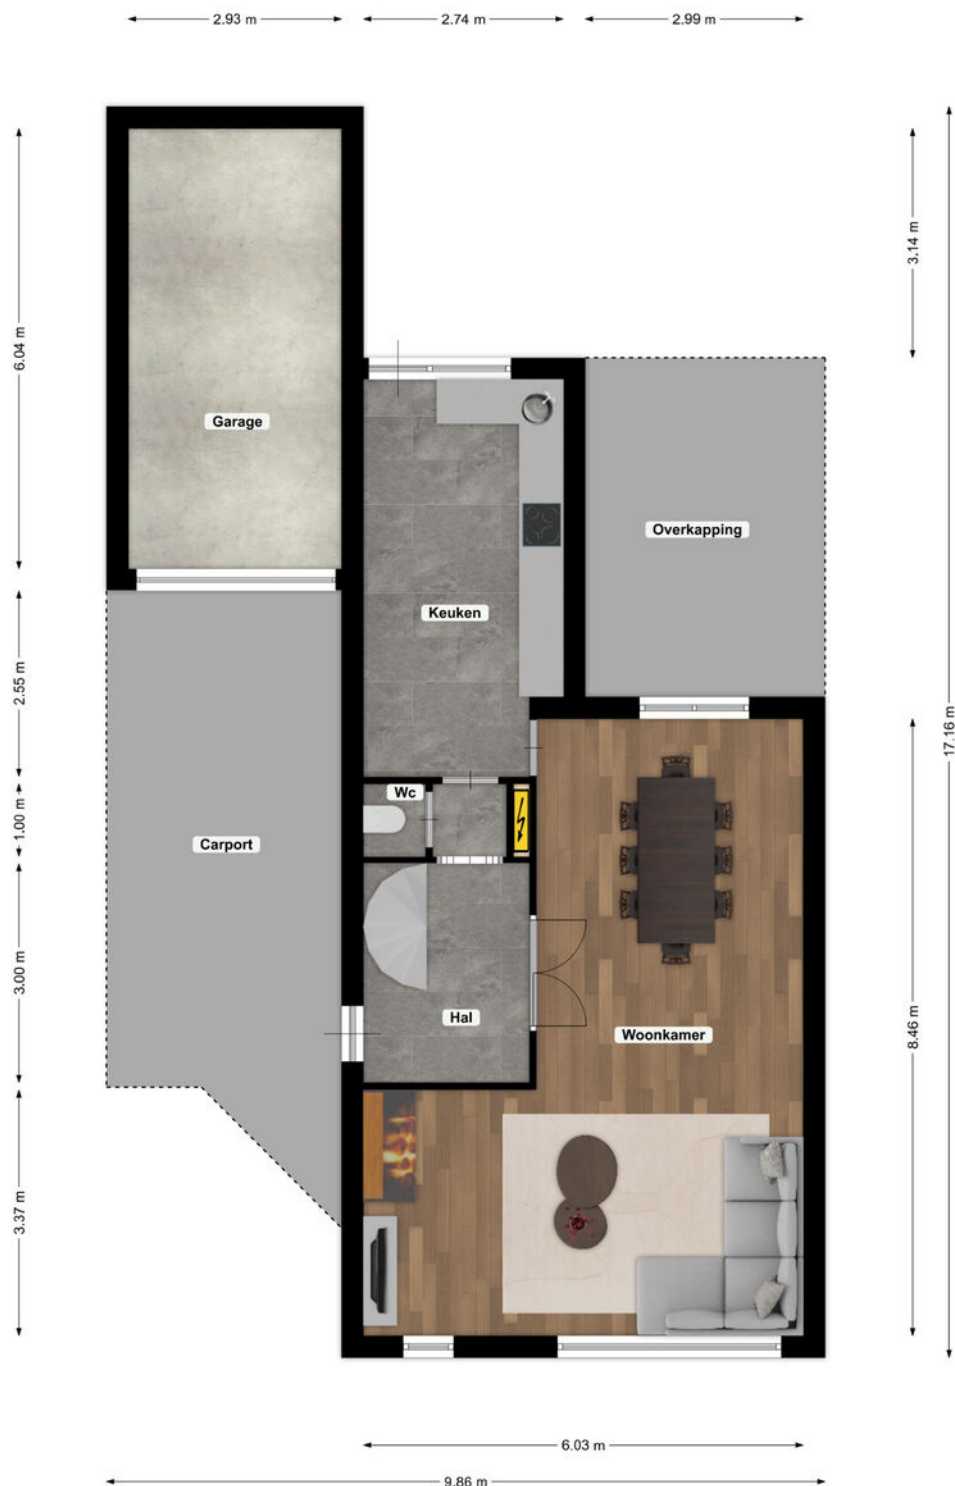 2.93 m
2.74 m
2.99 m
3.14 m
6.04 m
Garage
Overkapping
Keuken
2.55 m
17.16 m
Wc
1.00 m
Carport
3.00 m
Hal
Woonkamer
8.46 m
3.37 m
6.03 m
9.86 m